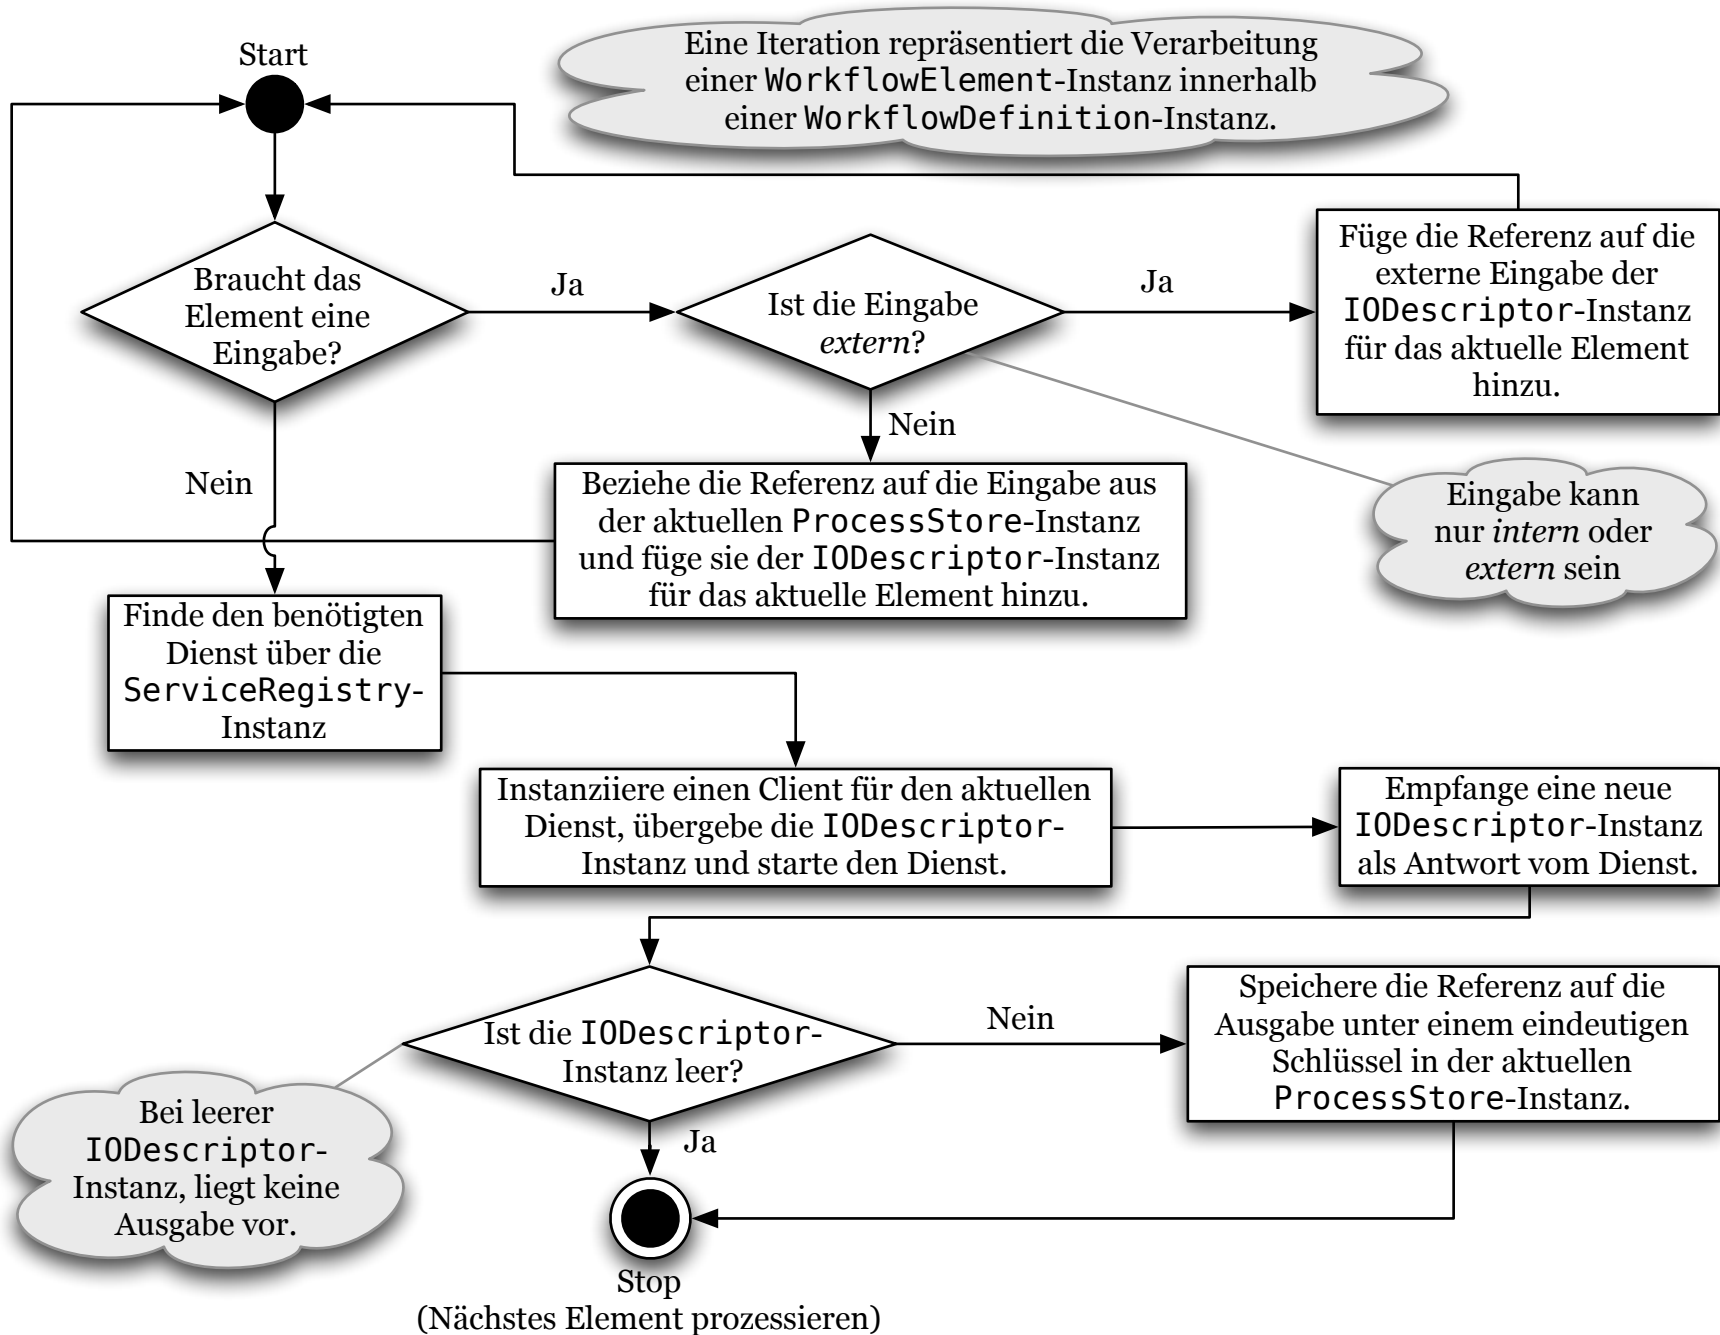 Start
Eine Iteration repräsentiert die Verarbeitung
einer WorkflowElement-Instanz innerhalb
einer WorkflowDefinition-Instanz.
Braucht das
Element eine
Eingabe?
Ja
Ist die Eingabe
extern?
Ja
Füge die Referenz auf die
externe Eingabe der
IODescriptor-Instanz
für das aktuelle Element
hinzu.
Nein
Nein
Beziehe die Referenz auf die Eingabe aus
der aktuellen ProcessStore-Instanz
und füge sie der IODescriptor-Instanz
für das aktuelle Element hinzu.
Eingabe kann
nur intern oder
extern sein
Finde den benötigten
Dienst über die
ServiceRegistry-
Instanz
Instanziiere einen Client für den aktuellen
Dienst, übergebe die IODescriptor-
Instanz und starte den Dienst.
Empfange eine neue
IODescriptor-Instanz
als Antwort vom Dienst.
Ist die IODescriptor-
Instanz leer?
Nein
Speichere die Referenz auf die
Ausgabe unter einem eindeutigen
Schlüssel in der aktuellen
ProcessStore-Instanz.
Bei leerer
IODescriptor-
Instanz, liegt keine
Ausgabe vor.
Ja
Stop
(Nächstes Element prozessieren)